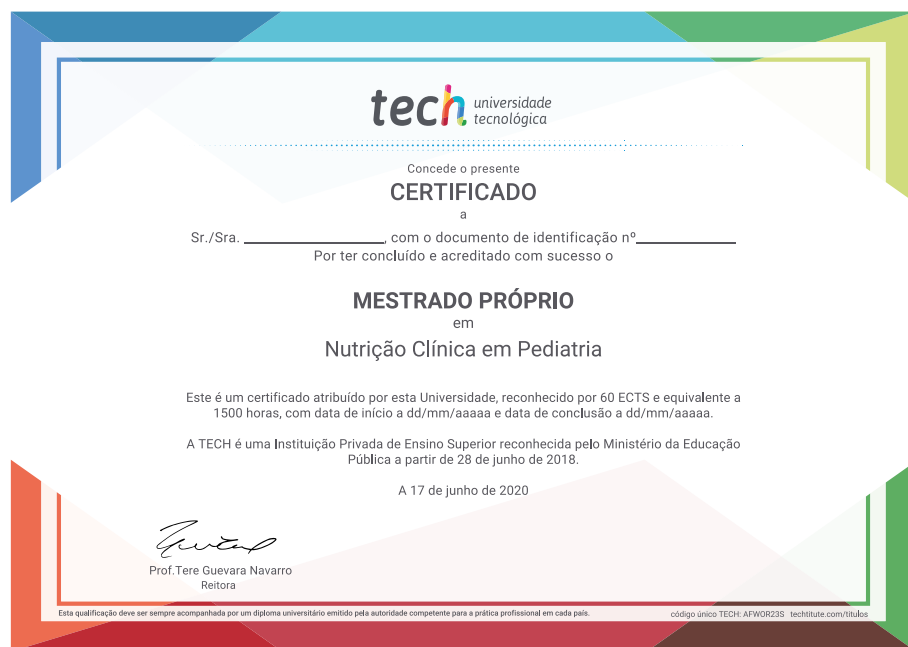 tech universidade
tecnológica
Concede o presente
CERTIFICADO
a
Sr./Sra. ________________, com o documento de identificação nº____________
Por ter concluído e acreditado com sucesso o
MESTRADO PRÓPRIO
em
Nutrição Clínica em Pediatria
Este é um certificado atribuído por esta Universidade, reconhecido por 60 ECTS e equivalente a
1500 horas, com data de início a dd/mm/aaaaa e data de conclusão a dd/mm/aaaaa.
A TECH é uma Instituição Privada de Ensino Superior reconhecida pelo Ministério da Educação
Pública a partir de 28 de junho de 2018.
A 17 de junho de 2020
Prof.Tere Guevara Navarro
Reitora
Esta qualificação deve ser sempre acompanhada por um diploma universitário emitido pela autoridade competente para a prática profissional em cada país.
código único TECH: AFWOR23S techtitute.com/titulos